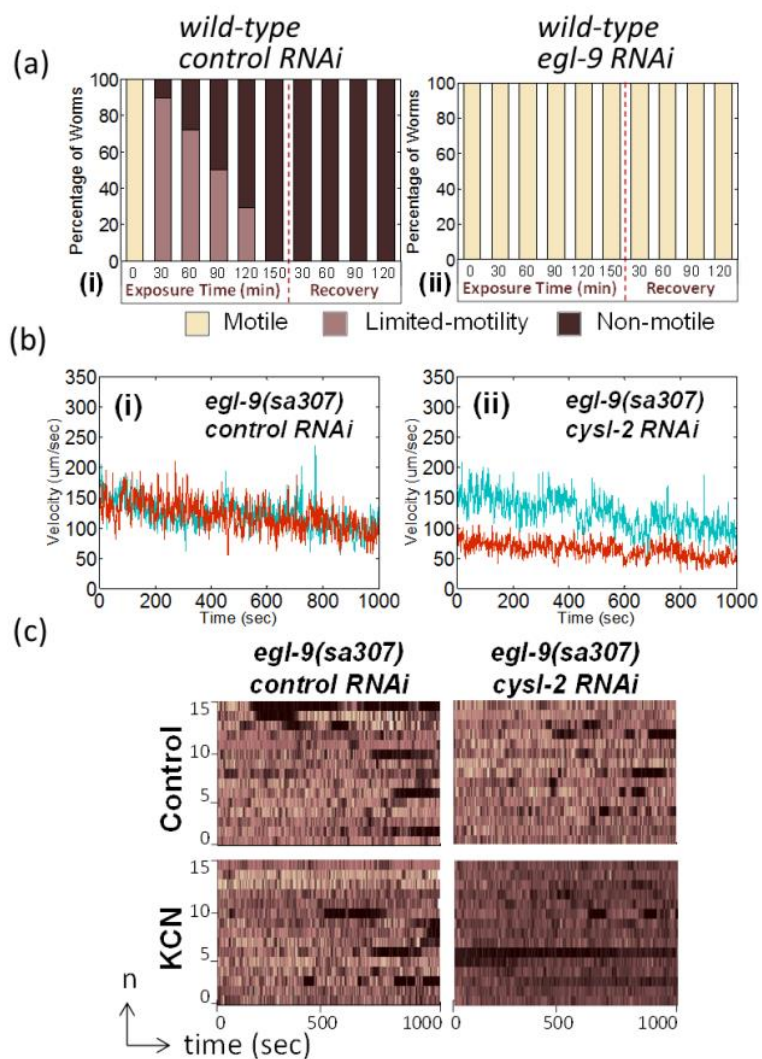 wild-type wild-type
control RNAi egl-9 RNAi
(a)
Percentage of Worms
100
80
60
40
20
0
0 30 60 90 120 150 30 60 90 120
(i) Exposure Time (min) Recovery
Percentage of Worms
100
80
60
40
20
0
0 30 60 90 120 150 30 60 90 120
(ii) Exposure Time (min) Recovery
Motile Limited-motility Non-motile
(b)
(i) egl-9(sa307)
control RNAi
Velocity (um/sec)
350
300
250
200
150
100
50
0
0 200 400 600 800 1000
Time (sec)
(ii) egl-9(sa307)
cysl-2 RNAi
Velocity (um/sec)
350
300
250
200
150
100
50
0
0 200 400 600 800 1000
Time (sec)
(c)
egl-9(sa307) egl-9(sa307)
control RNAi cysl-2 RNAi
Control
15
10
5
0
KCN
15
10
5
0
0 500 1000 0 500 1000
n
time (sec)